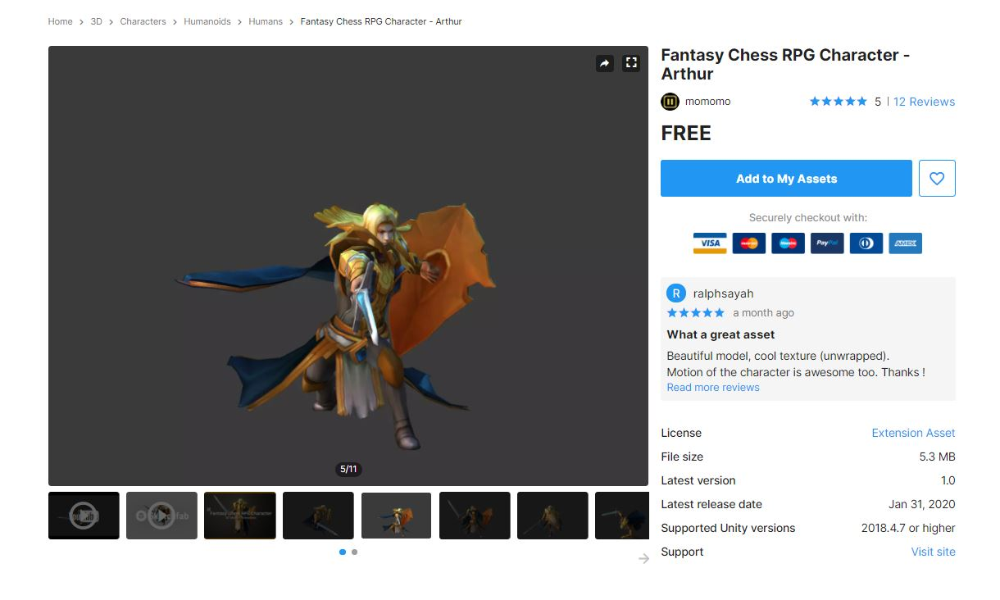 Home > 3D > Characters > Humanoids > Humans > Fantasy Chess RPG Character - Arthur
5/11
Fantasy Chess RPG Character -
Arthur
momomo
5 | 12 Reviews
FREE
Add to My Assets
Securely checkout with:
VISA
PayPal
AMEX
R
ralphsayah
a month ago
What a great asset
Beautiful model, cool texture (unwrapped).
Motion of the character is awesome too. Thanks !
Read more reviews
License Extension Asset
File size 5.3 MB
Latest version 1.0
Latest release date Jan 31, 2020
Supported Unity versions 2018.4.7 or higher
Support Visit site